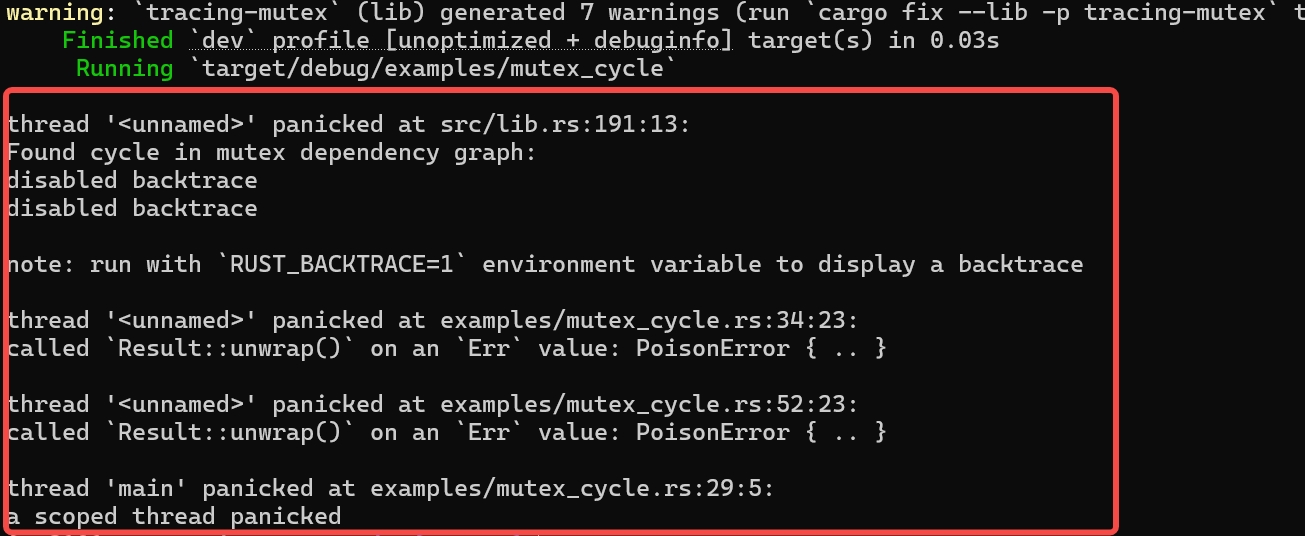 warning: `tracing-mutex` (lib) generated 7 warnings (run `cargo fix --lib -p tracing-mutex` t
Finished `dev` profile [unoptimized + debuginfo] target(s) in 0.03s
Running `target/debug/examples/mutex_cycle`
thread '<unnamed>' panicked at src/lib.rs:191:13:
Found cycle in mutex dependency graph:
disabled backtrace
disabled backtrace
note: run with `RUST_BACKTRACE=1` environment variable to display a backtrace
thread '<unnamed>' panicked at examples/mutex_cycle.rs:34:23:
called `Result::unwrap()` on an `Err` value: PoisonError { .. }
thread '<unnamed>' panicked at examples/mutex_cycle.rs:52:23:
called `Result::unwrap()` on an `Err` value: PoisonError { .. }
thread 'main' panicked at examples/mutex_cycle.rs:29:5:
a scoped thread panicked